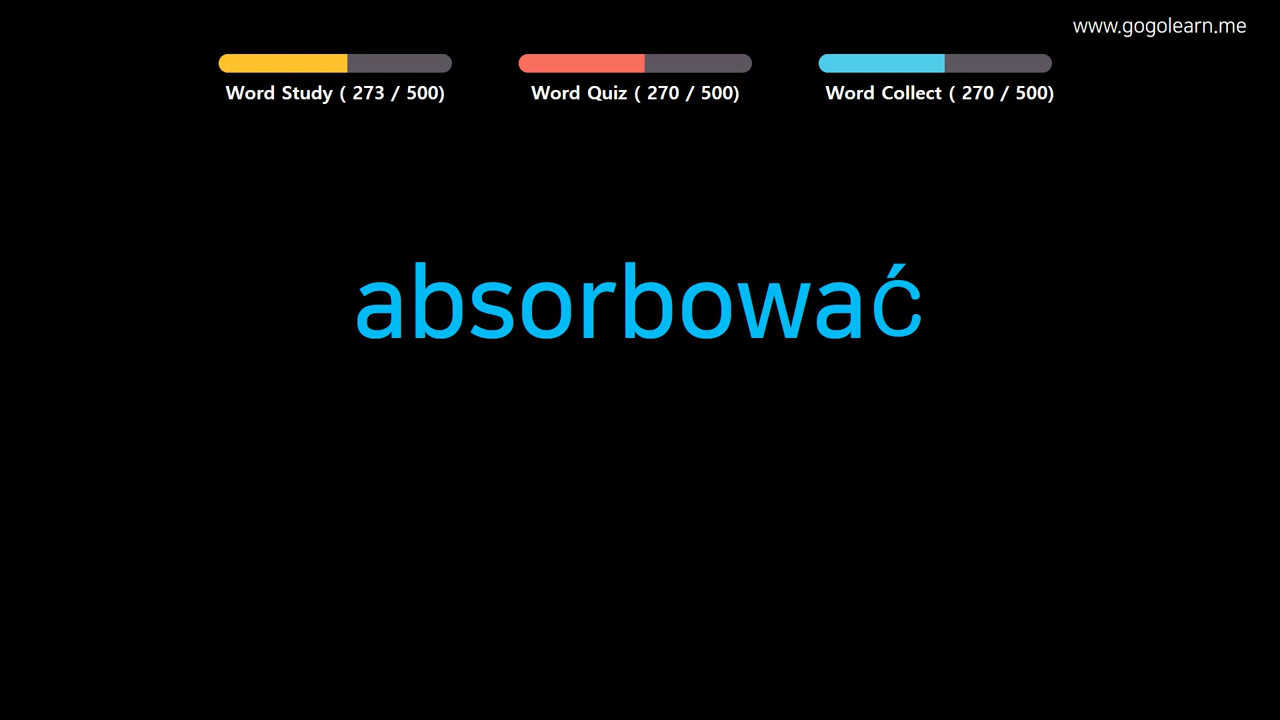 www.gogolearn.me
Word Study ( 273 / 500)
Word Quiz ( 270 / 500)
Word Collect ( 270 / 500)
absorbować